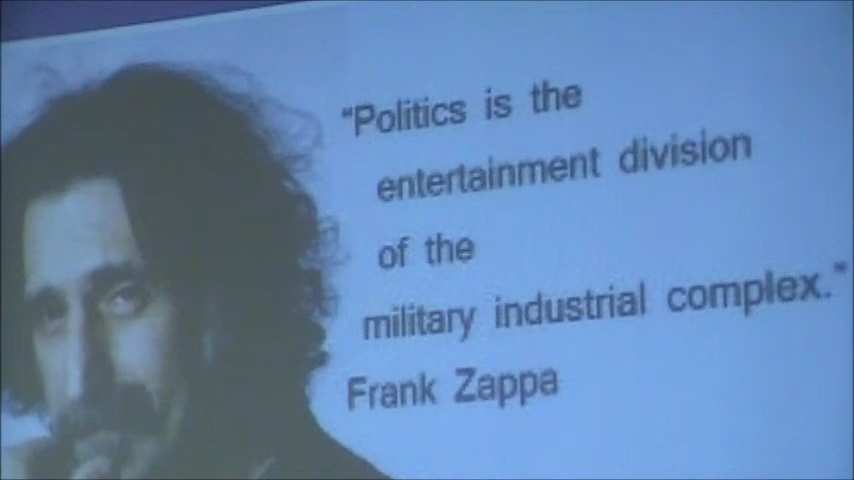 "Politics is the
entertainment division
of the
military industrial complex."
Frank Zappa